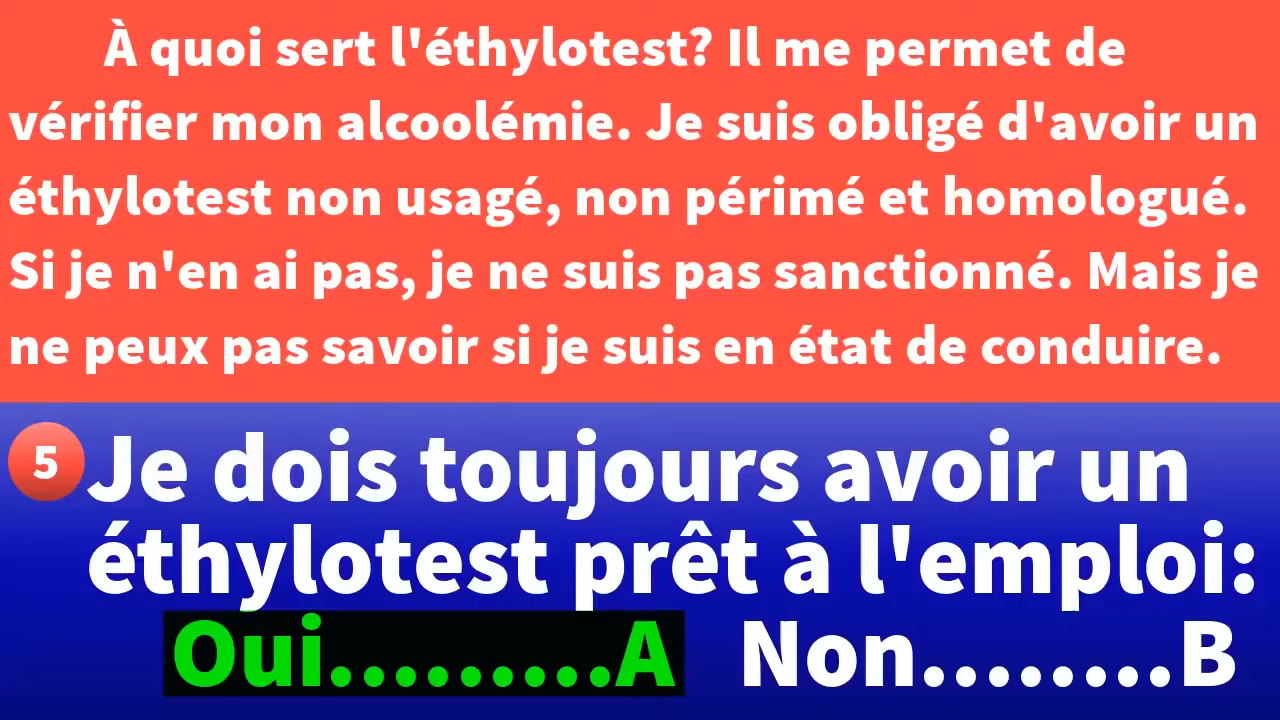 À quoi sert l'éthylotest? Il me permet de
vérifier mon alcoolémie. Je suis obligé d'avoir un
éthylotest non usagé, non périmé et homologué.
Si je n'en ai pas, je ne suis pas sanctionné. Mais je
ne peux pas savoir si je suis en état de conduire.
5 Je dois toujours avoir un
éthylotest prêt à l'emploi:
Oui.........A Non........B